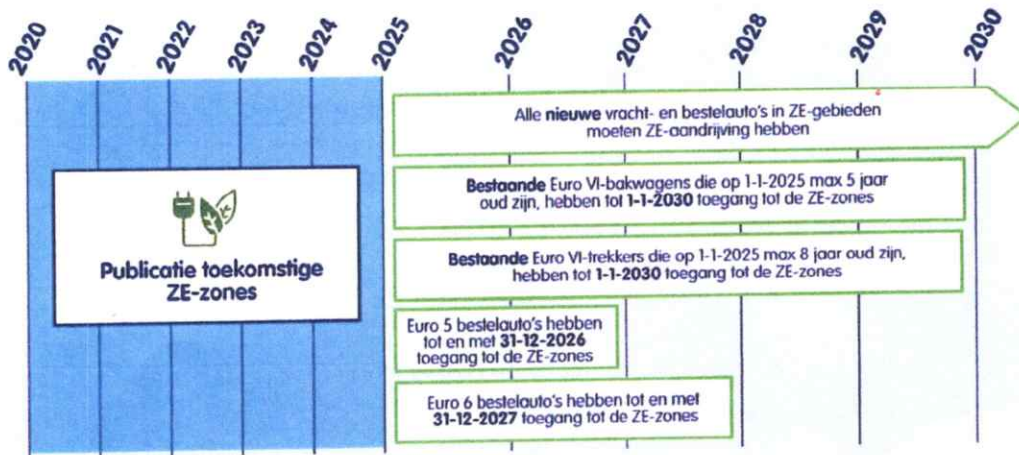 2020 2021 2022 2023 2024 2025 2026 2027 2028 2029 2030
Alle nieuwe vracht- en bestelauto's in ZE-gebieden
moeten ZE-aandrijving hebben
Bestaande Euro VI-bakwagens die op 1-1-2025 max 5 jaar
oud zijn, hebben tot 1-1-2030 toegang tot de ZE-zones
Publicatie toekomstige
ZE-zones
Bestaande Euro VI-trekkers die op 1-1-2025 max 8 jaar oud zijn,
hebben tot 1-1-2030 toegang tot de ZE-zones
Euro 5 bestelauto's hebben
tot en met 31-12-2026
toegang tot de ZE-zones
Euro 6 bestelauto's hebben tot en met
31-12-2027 toegang tot de ZE-zones